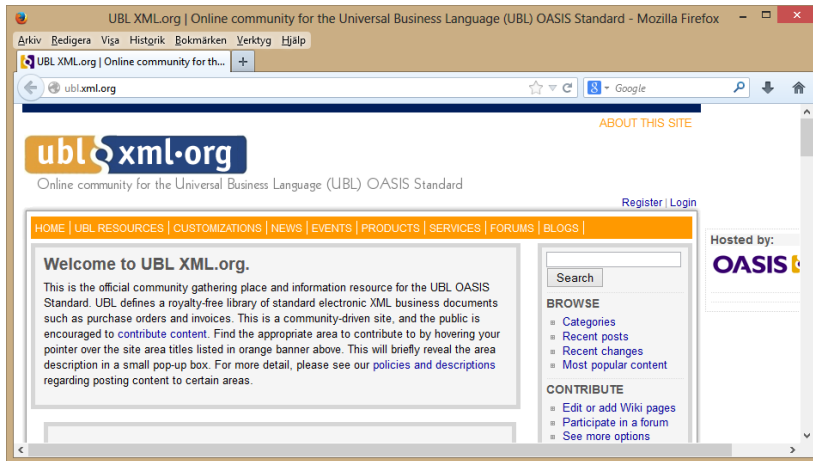 UBL XML.org | Online community for the Universal Business Language (UBL) OASIS Standard - Mozilla Firefox
Arkiv Redigera Visa Historik Bokmärken Verktyg Hjälp
UBL XML.org | Online community for th...
ubl.xml.org
Google
ABOUT THIS SITE
ubl xml·org
Online community for the Universal Business Language (UBL) OASIS Standard
Register | Login
HOME | UBL RESOURCES | CUSTOMIZATIONS | NEWS | EVENTS | PRODUCTS | SERVICES | FORUMS | BLOGS |
Welcome to UBL XML.org.
This is the official community gathering place and information resource for the UBL OASIS
Standard. UBL defines a royalty-free library of standard electronic XML business documents
such as purchase orders and invoices. This is a community-driven site, and the public is
encouraged to contribute content. Find the appropriate area to contribute to by hovering your
pointer over the site area titles listed in orange banner above. This will briefly reveal the area
description in a small pop-up box. For more detail, please see our policies and descriptions
regarding posting content to certain areas.
Search
BROWSE
Categories
Recent posts
Recent changes
Most popular content
CONTRIBUTE
Edit or add Wiki pages
Participate in a forum
See more options
Hosted by:
OASIS